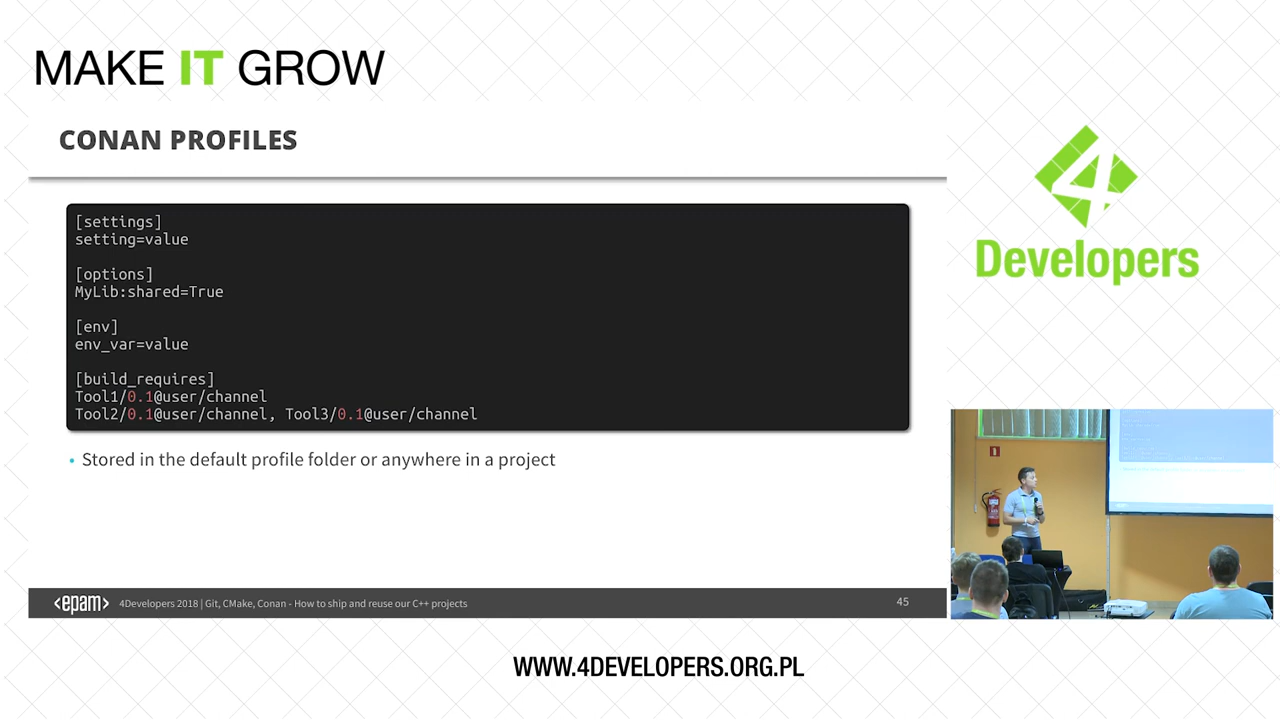 MAKE IT GROW
CONAN PROFILES
[settings]
setting=value
[options]
MyLib:shared=True
[env]
env_var=value
[build_requires]
Tool1/0.1@user/channel
Tool2/0.1@user/channel, Tool3/0.1@user/channel
• Stored in the default profile folder or anywhere in a project
<epam>
4Developers 2018 | Git, CMake, Conan - How to ship and reuse our C++ projects
45
4
Developers
WWW.4DEVELOPERS.ORG.PL